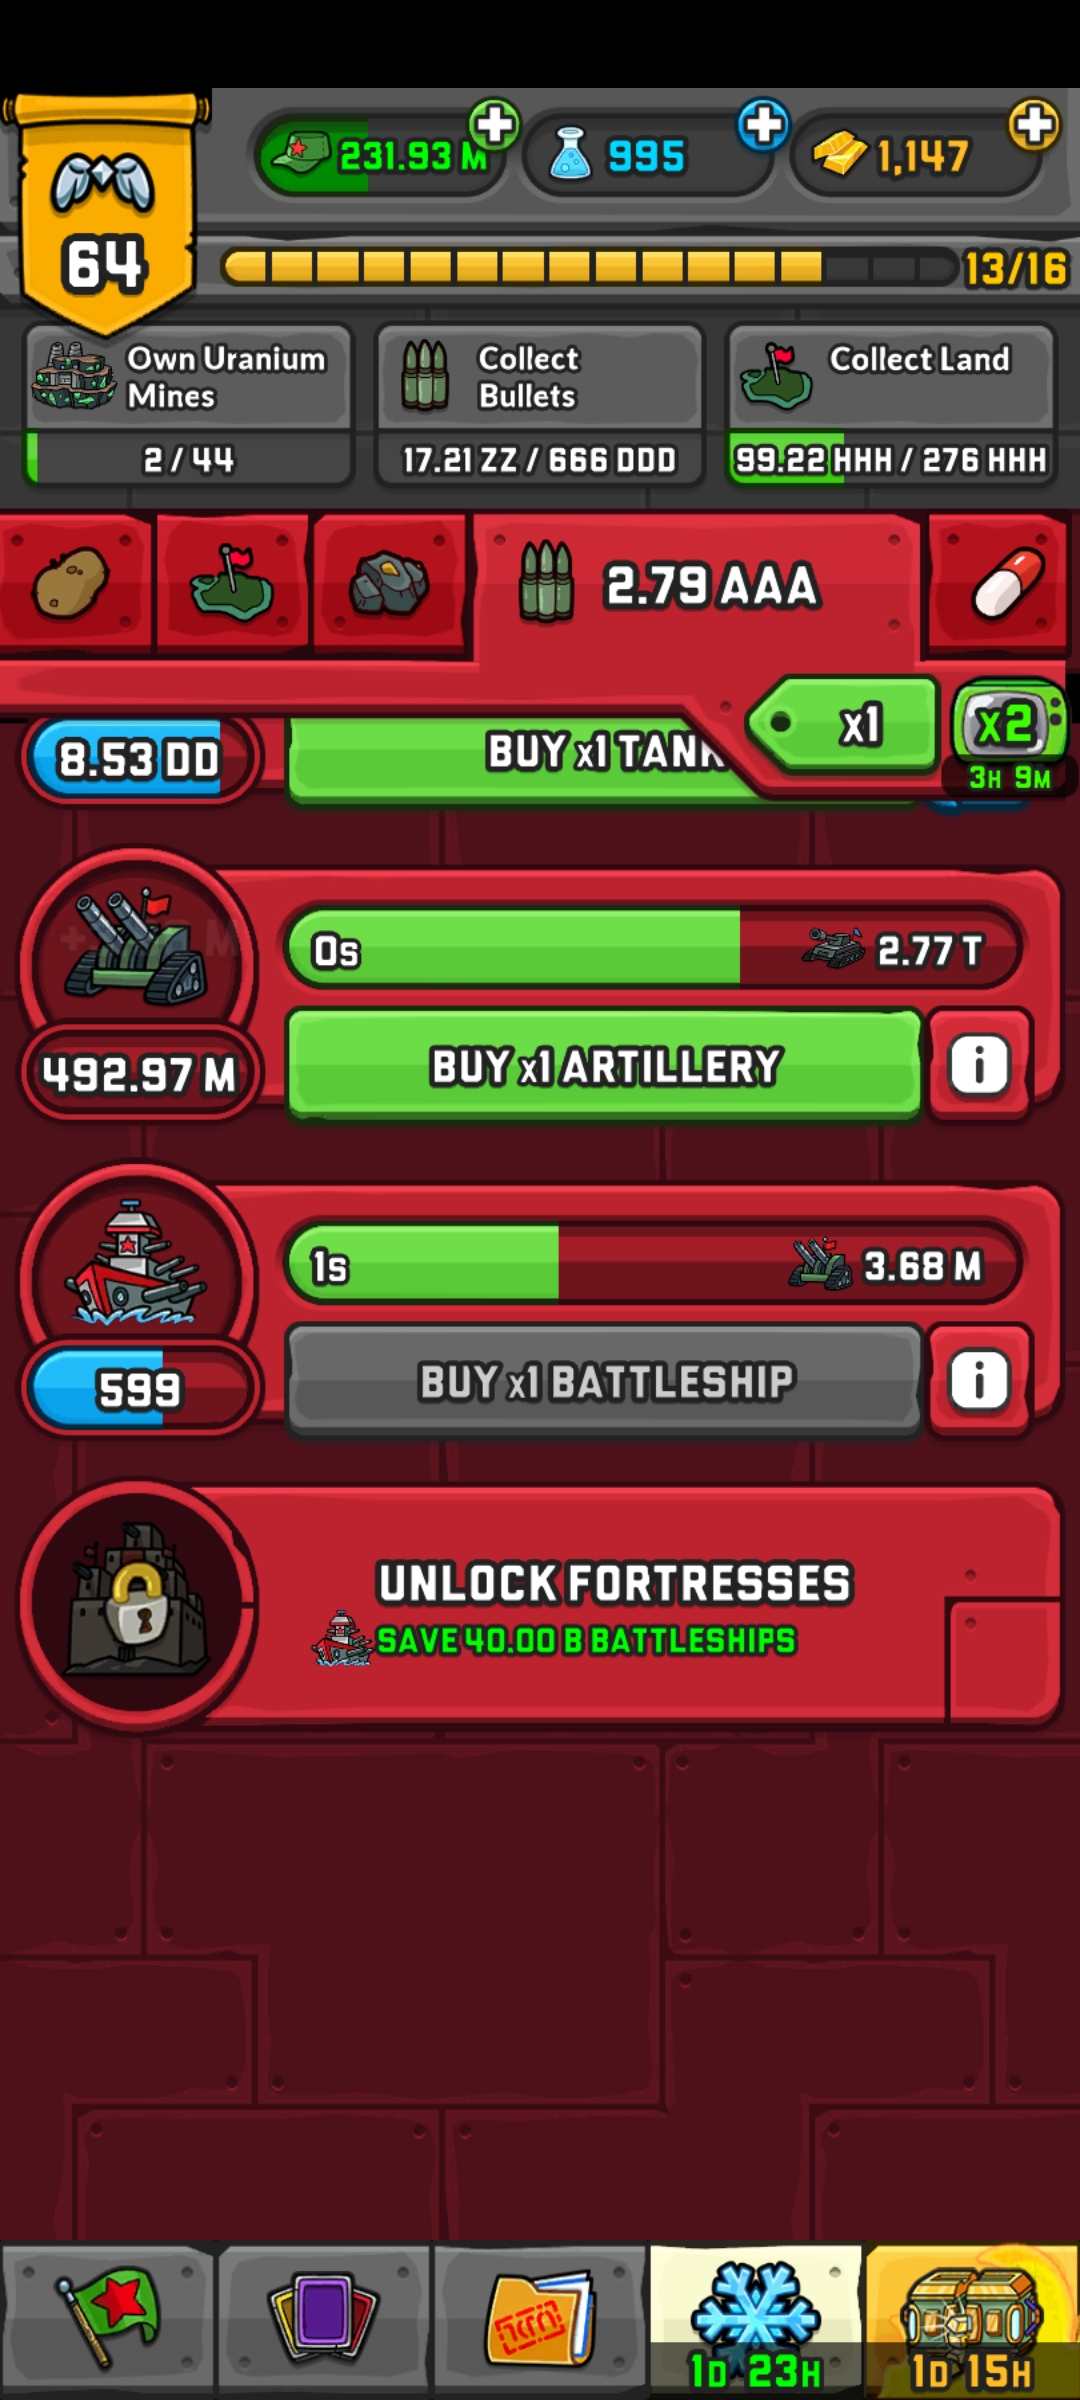 64
231.93 M
995
1,147
13/16
Own Uranium
Mines
2 / 44
Collect
Bullets
17.21 ZZ / 666 DDD
Collect Land
99.22 HHH / 276 HHH
2.79 AAA
x1
x2
3H 9M
8.53 DD
BUY x1 TANK
0s
2.77 T
492.97 M
BUY x1 ARTILLERY
i
1s
3.68 M
599
BUY x1 BATTLESHIP
i
UNLOCK FORTRESSES
SAVE 40.00 B BATTLESHIPS
1D 23H
1D 15H